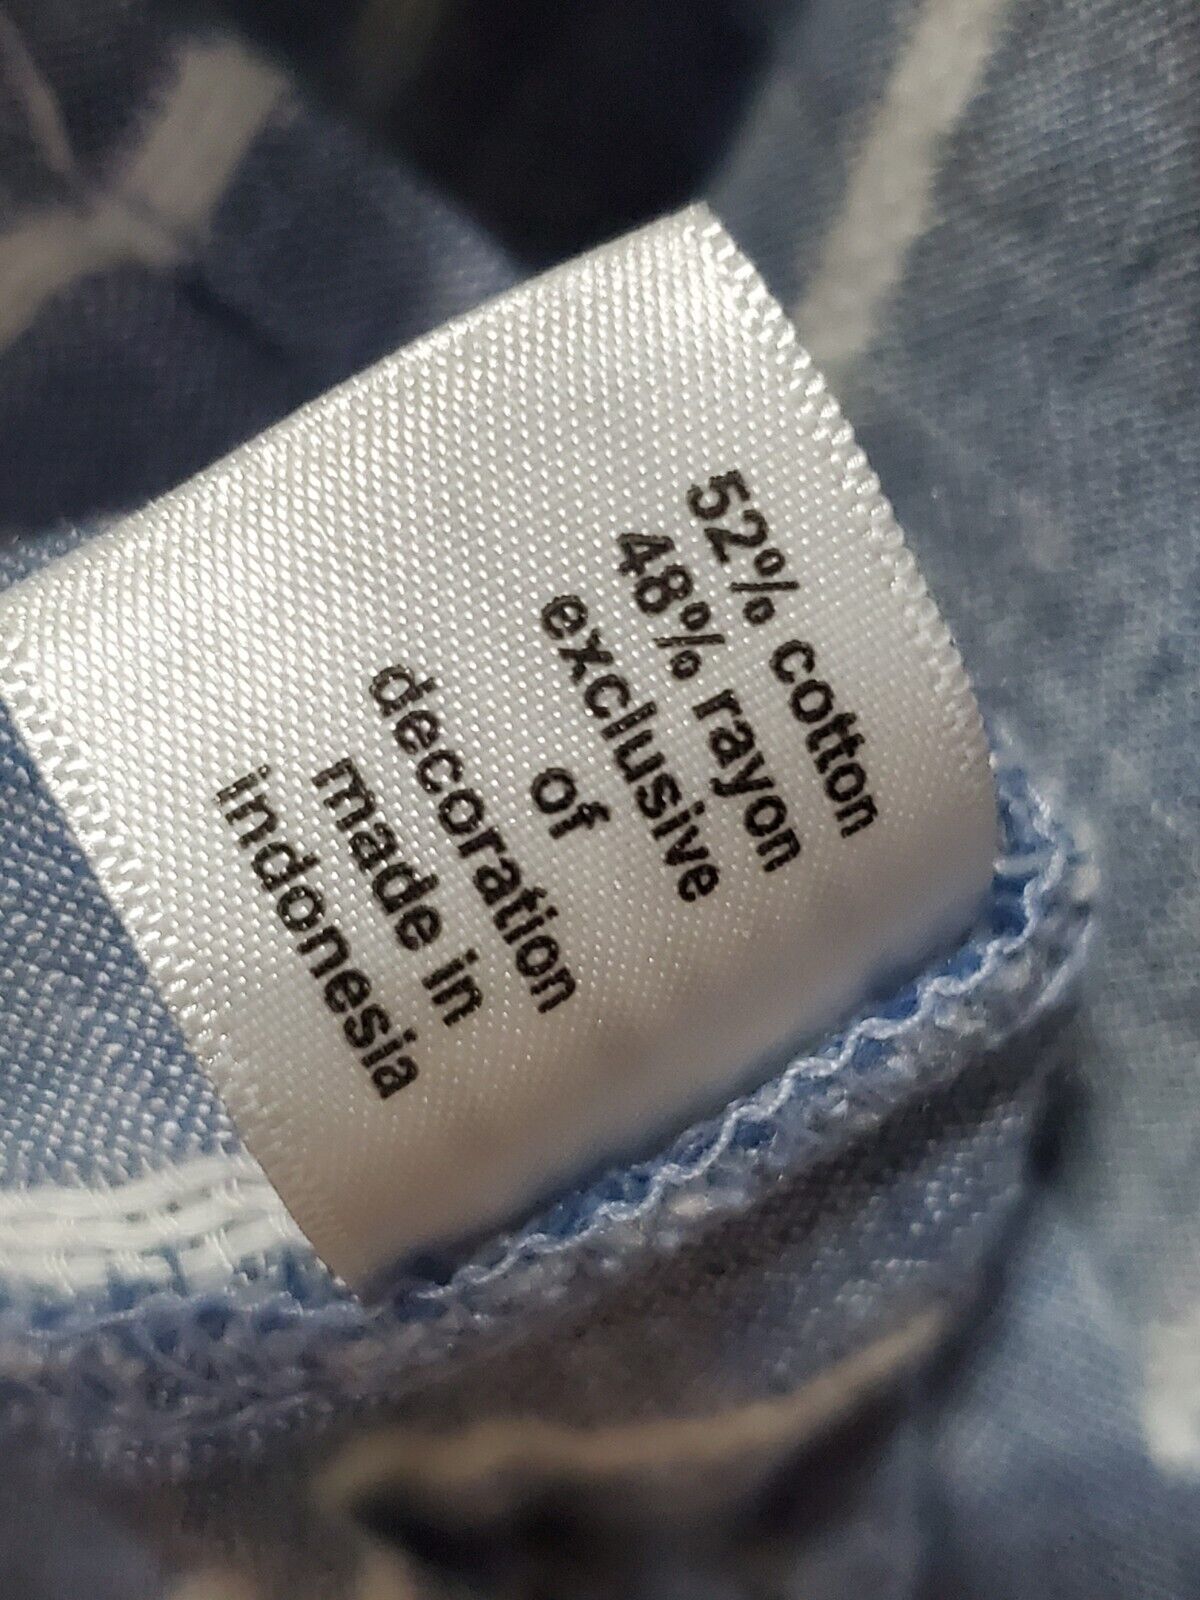 52% cotton
48% rayon
exclusive
of
decoration
made in
indonesia